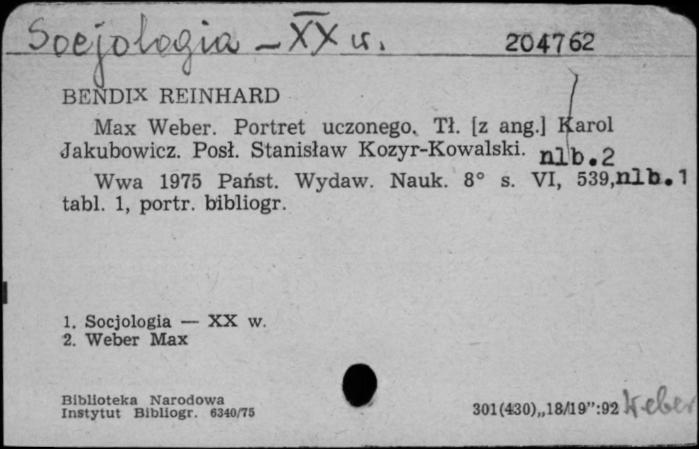 Socjologia – XX w. 204762
BENDIX REINHARD
Max Weber. Portret uczonego. Tł. [z ang.] Karol
Jakubowicz. Posł. Stanisław Kozyr-Kowalski. nlb.2
Wwa 1975 Państ. Wydaw. Nauk. 8° s. VI, 539,nlb.1
tabl. 1, portr. bibliogr.
1. Socjologia — XX w.
2. Weber Max
Biblioteka Narodowa
Instytut Bibliogr. 6340/75
301(430)„18/19”:92 Weber